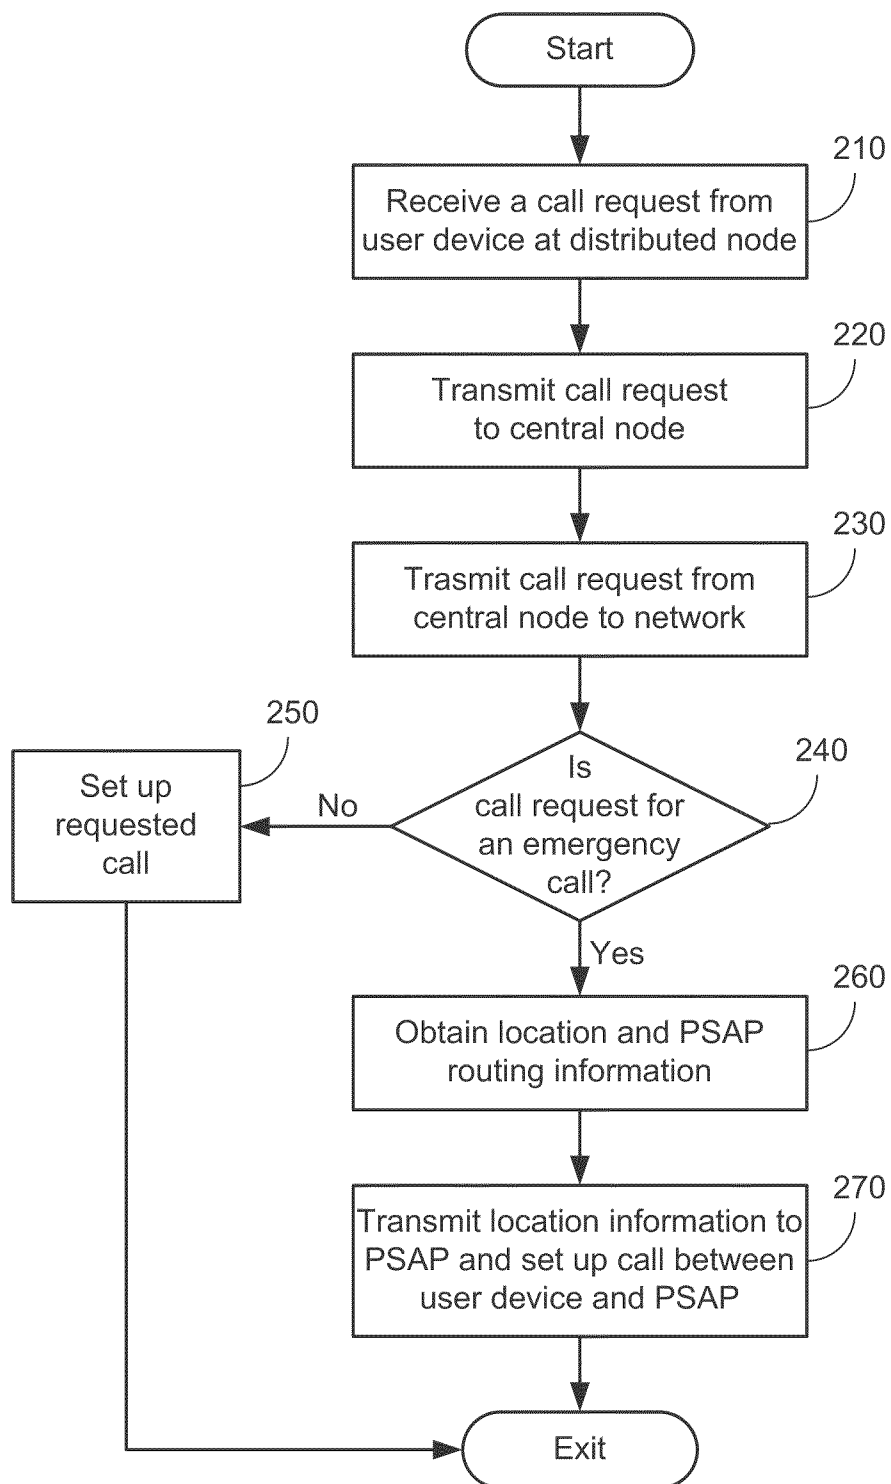 Start
210
Receive a call request from
user device at distributed node
220
Transmit call request
to central node
230
Trasmit call request from
central node to network
240
Is
call request for
an emergency
call?
No
250
Set up
requested
call
Yes
260
Obtain location and PSAP
routing information
270
Transmit location information to
PSAP and set up call between
user device and PSAP
Exit